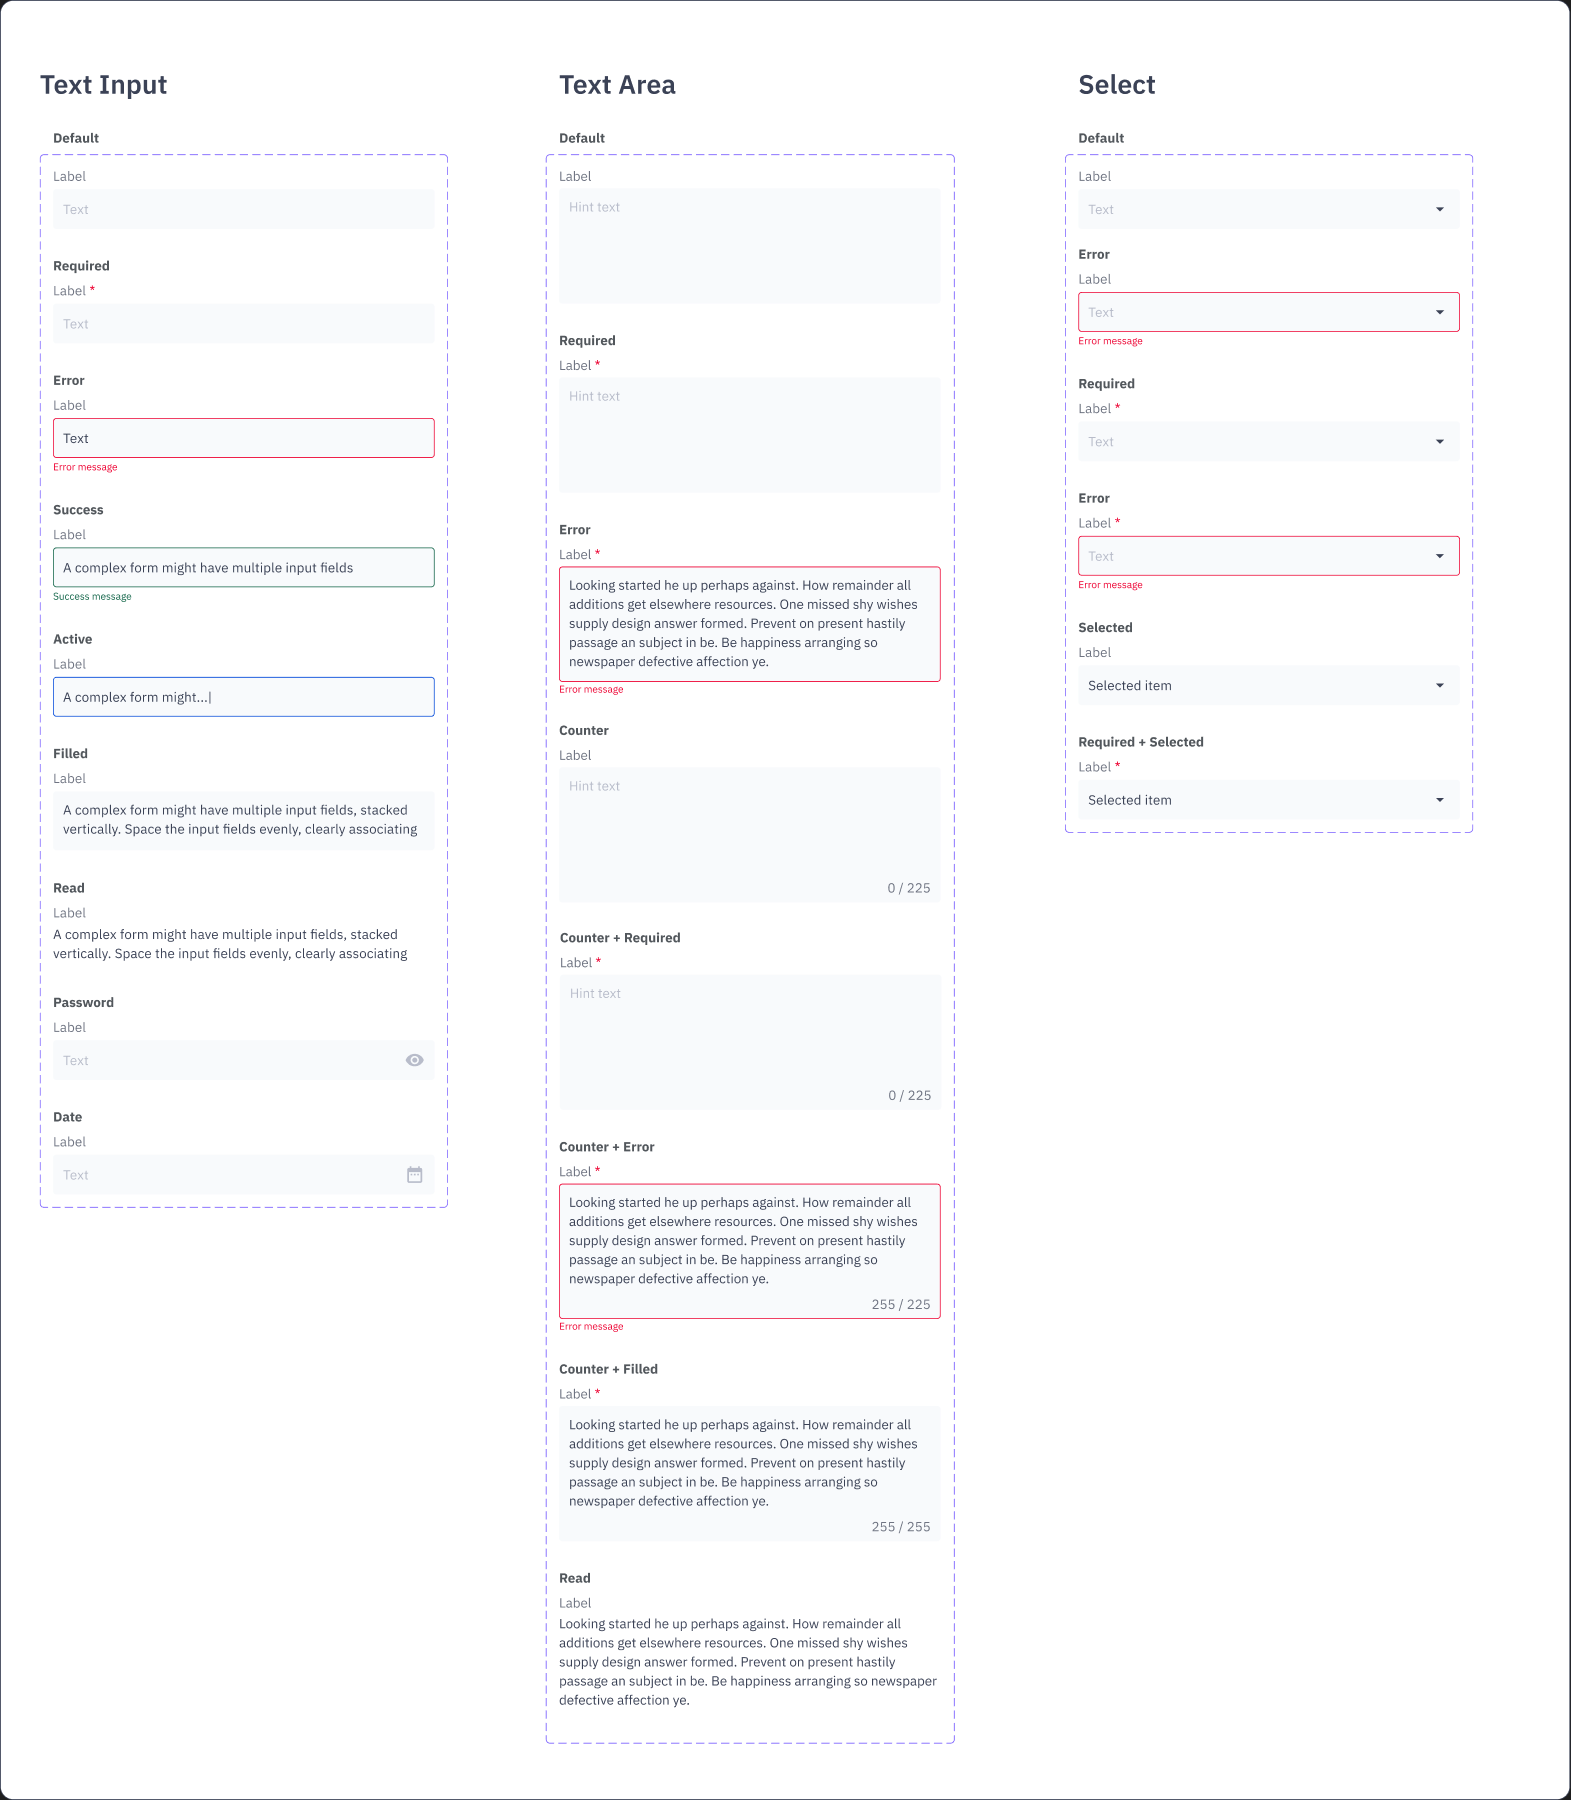 Text Input
Default
Label
Text
Required
Label *
Text
Error
Label
Text
Error message
Success
Label
A complex form might have multiple input fields
Success message
Active
Label
A complex form might...|
Filled
Label
A complex form might have multiple input fields, stacked
vertically. Space the input fields evenly, clearly associating
Read
Label
A complex form might have multiple input fields, stacked
vertically. Space the input fields evenly, clearly associating
Password
Label
Text
Date
Label
Text
Text Area
Default
Label
Hint text
Required
Label *
Hint text
Error
Label *
Looking started he up perhaps against. How remainder all
additions get elsewhere resources. One missed shy wishes
supply design answer formed. Prevent on present hastily
passage an subject in be. Be happiness arranging so
newspaper defective affection ye.
Error message
Counter
Label
Hint text
0 / 225
Counter + Required
Label *
Hint text
0 / 225
Counter + Error
Label *
Looking started he up perhaps against. How remainder all
additions get elsewhere resources. One missed shy wishes
supply design answer formed. Prevent on present hastily
passage an subject in be. Be happiness arranging so
newspaper defective affection ye.
255 / 225
Error message
Counter + Filled
Label *
Looking started he up perhaps against. How remainder all
additions get elsewhere resources. One missed shy wishes
supply design answer formed. Prevent on present hastily
passage an subject in be. Be happiness arranging so
newspaper defective affection ye.
255 / 255
Read
Label
Looking started he up perhaps against. How remainder all
additions get elsewhere resources. One missed shy wishes
supply design answer formed. Prevent on present hastily
passage an subject in be. Be happiness arranging so newspaper
defective affection ye.
Select
Default
Label
Text
Error
Label
Text
Error message
Required
Label *
Text
Error
Label *
Text
Error message
Selected
Label
Selected item
Required + Selected
Label *
Selected item